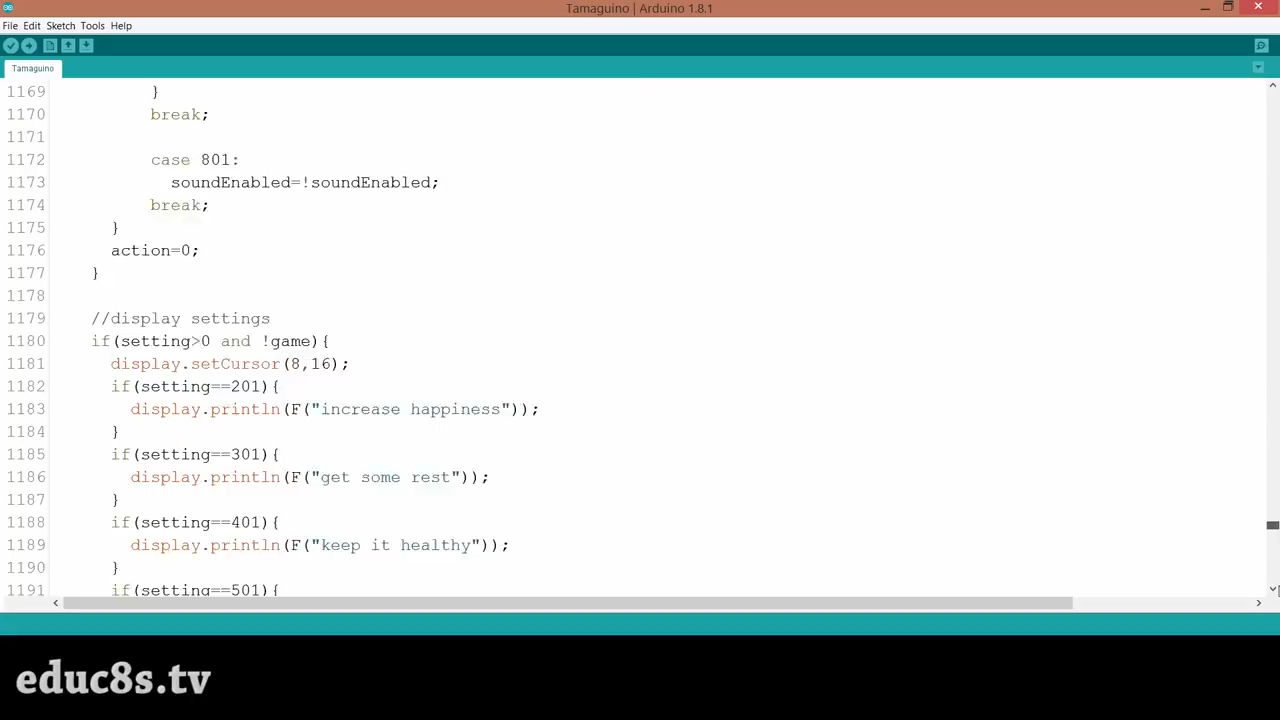 Tamaguino | Arduino 1.8.1
File Edit Sketch Tools Help
Tamaguino
1169 }
1170 break;
1171
1172 case 801:
1173 soundEnabled=!soundEnabled;
1174 break;
1175 }
1176 action=0;
1177 }
1178
1179 //display settings
1180 if(setting>0 and !game){
1181 display.setCursor(8,16);
1182 if(setting==201){
1183 display.println(F("increase happiness"));
1184 }
1185 if(setting==301){
1186 display.println(F("get some rest"));
1187 }
1188 if(setting==401){
1189 display.println(F("keep it healthy"));
1190 }
1191 if(setting==501){
educ8s.tv